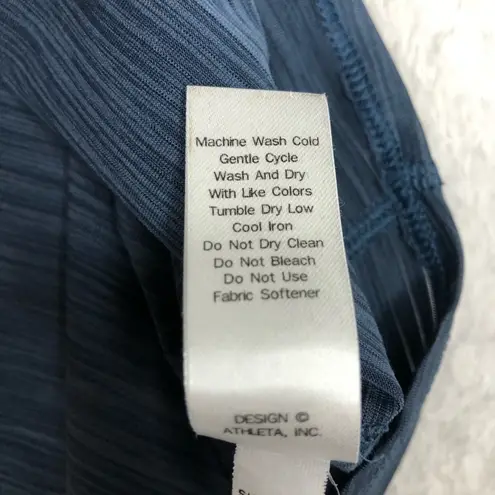 Machine Wash Cold
Gentle Cycle
Wash And Dry
With Like Colors
Tumble Dry Low
Cool Iron
Do Not Dry Clean
Do Not Bleach
Do Not Use
Fabric Softener
DESIGN ©
ATHLETA, INC.